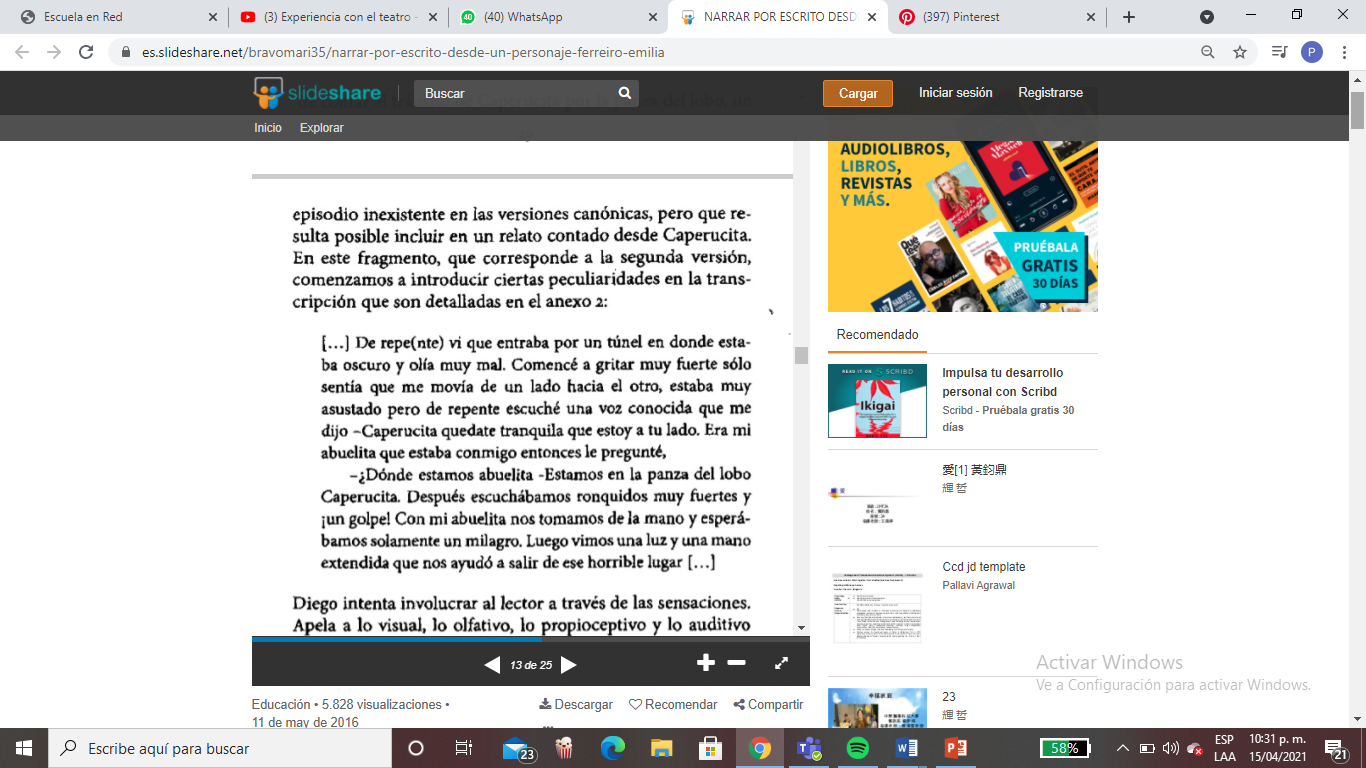 Escuela en Red
(3) Experiencia con el teatro -
(40) WhatsApp
NARRAR POR ESCRITO DESD
(397) Pinterest
es.slideshare.net/bravomari35/narrar-por-escrito-desde-un-personaje-ferreiro-emilia
P
slideshare
Buscar
Cargar
Iniciar sesión
Registrarse
Inicio
Explorar
episodio inexistente en las versiones canónicas, pero que re-
sulta posible incluir en un relato contado desde Caperucita.
En este fragmento, que corresponde a la segunda versión,
comenzamos a introducir ciertas peculiaridades en la trans-
cripción que son detalladas en el anexo 2:
[…] De repe(nte) vi que entraba por un túnel en donde esta-
ba oscuro y olía muy mal. Comencé a gritar muy fuerte sólo
sentía que me movía de un lado hacia el otro, estaba muy
asustado pero de repente escuché una voz conocida que me
dijo –Caperucita quedate tranquila que estoy a tu lado. Era mi
abuelita que estaba conmigo entonces le pregunté,
–¿Dónde estamos abuelita -Estamos en la panza del lobo
Caperucita. Después escuchábamos ronquidos muy fuertes y
¡un golpe! Con mi abuelita nos tomamos de la mano y esperá-
bamos solamente un milagro. Luego vimos una luz y una mano
extendida que nos ayudó a salir de ese horrible lugar […]
Diego intenta involucrar al lector a través de las sensaciones.
Apela a lo visual, lo olfativo, lo propioceptivo y lo auditivo
13 de 25
Educación • 5.828 visualizaciones •
11 de may de 2016
Descargar
Recomendar
Compartir
AUDIOLIBROS,
LIBROS,
REVISTAS
Y MÁS.
PRUÉBALA
GRATIS
30 DÍAS
Recomendado
READ IT ON SCRIBD
Ikigai
Impulsa tu desarrollo
personal con Scribd
Scribd - Pruébala gratis 30
días
愛[1] 黃鈞鼎
輝 哲
Ccd jd template
Pallavi Agrawal
23
輝 哲
Activar Windows
Ve a Configuración para activar Windows.
Escribe aquí para buscar
23
58%
ESP
LAA
10:31 p. m.
15/04/2021
21